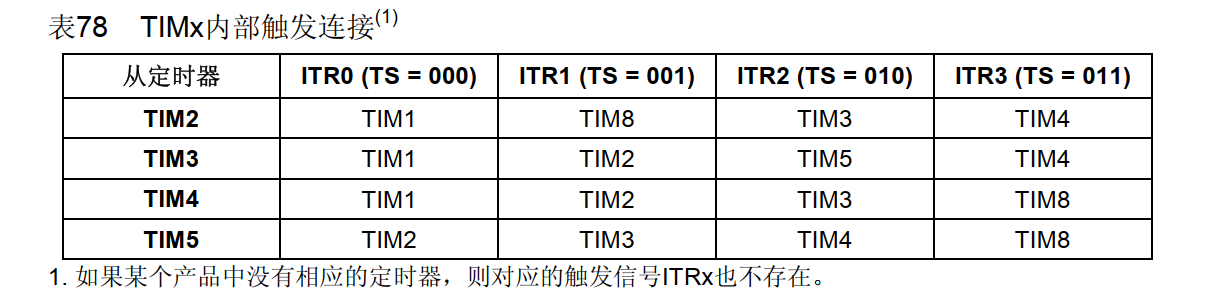 表78 TIMx内部触发连接(1)
从定时器 ITR0 (TS = 000) ITR1 (TS = 001) ITR2 (TS = 010) ITR3 (TS = 011)
TIM2 TIM1 TIM8 TIM3 TIM4
TIM3 TIM1 TIM2 TIM5 TIM4
TIM4 TIM1 TIM2 TIM3 TIM8
TIM5 TIM2 TIM3 TIM4 TIM8
1. 如果某个产品中没有相应的定时器，则对应的触发信号ITRx也不存在。